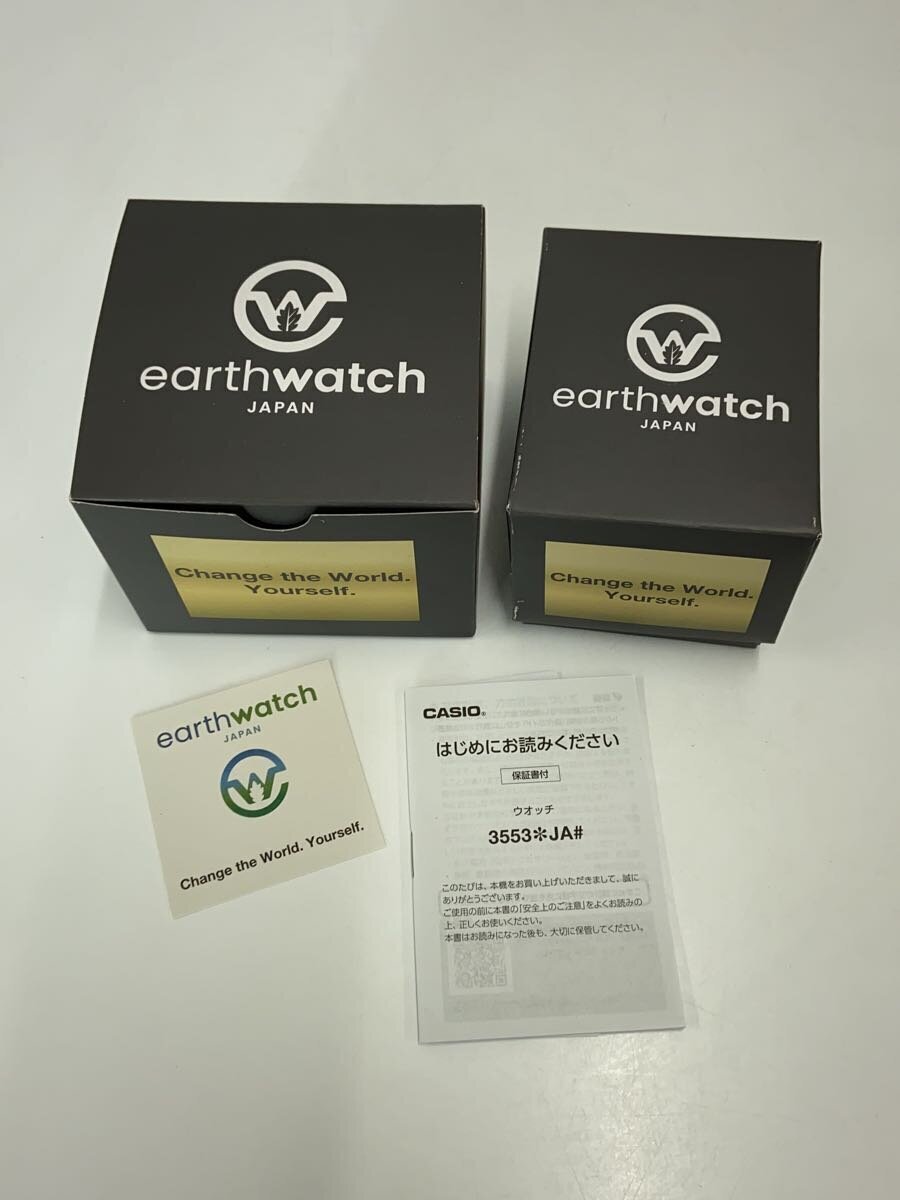 earthwatch
JAPAN
Change the World.
Yourself.
earthwatch
JAPAN
Change the World.
Yourself.
earthwatch
JAPAN
Change the World. Yourself.
CASIO®
はじめにお読みください
保証書付
ウオッチ
3553✻JA#
このたびは、本機をお買い上げいただきまして、誠に
ありがとうございます。
ご使用の前に本書の「安全上のご注意」をよくお読みの
上、正しくお使いください。
本書はお読みになった後も、大切に保管してください。